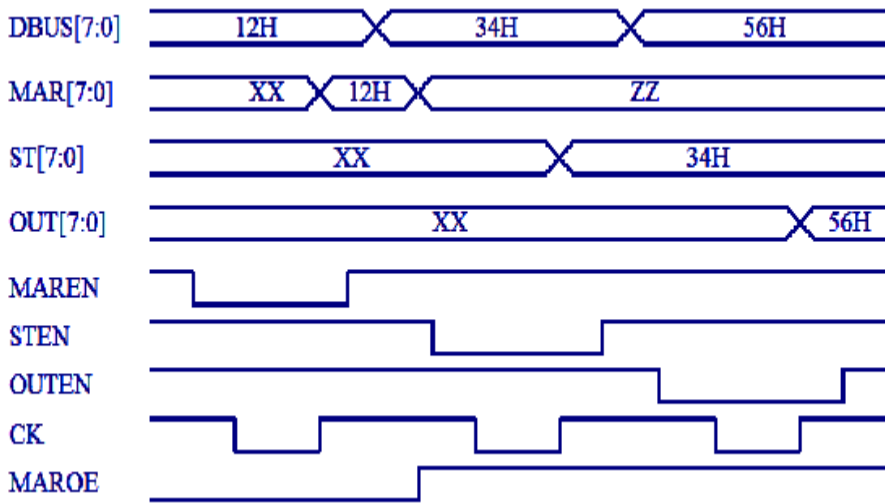 DBUS[7:0] 12H 34H 56H
MAR[7:0] XX 12H ZZ
ST[7:0] XX 34H
OUT[7:0] XX 56H
MAREN
STEN
OUTEN
CK
MAROE